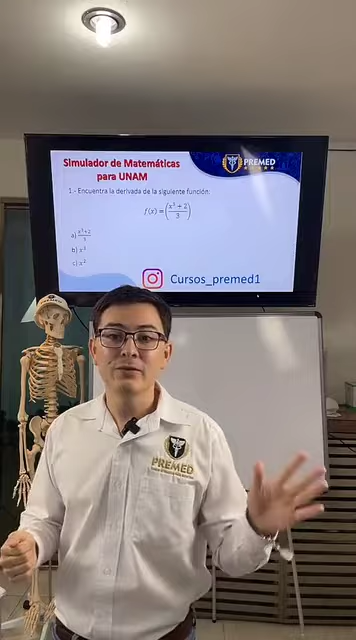 Simulador de Matemáticas
para UNAM
PREMED
1.- Encuentra la derivada de la siguiente función:
f(x) = (x³ + 2 / 3)
a) x³+2 / 3
b) x³
c) x²
Cursos_premed1
PREMED